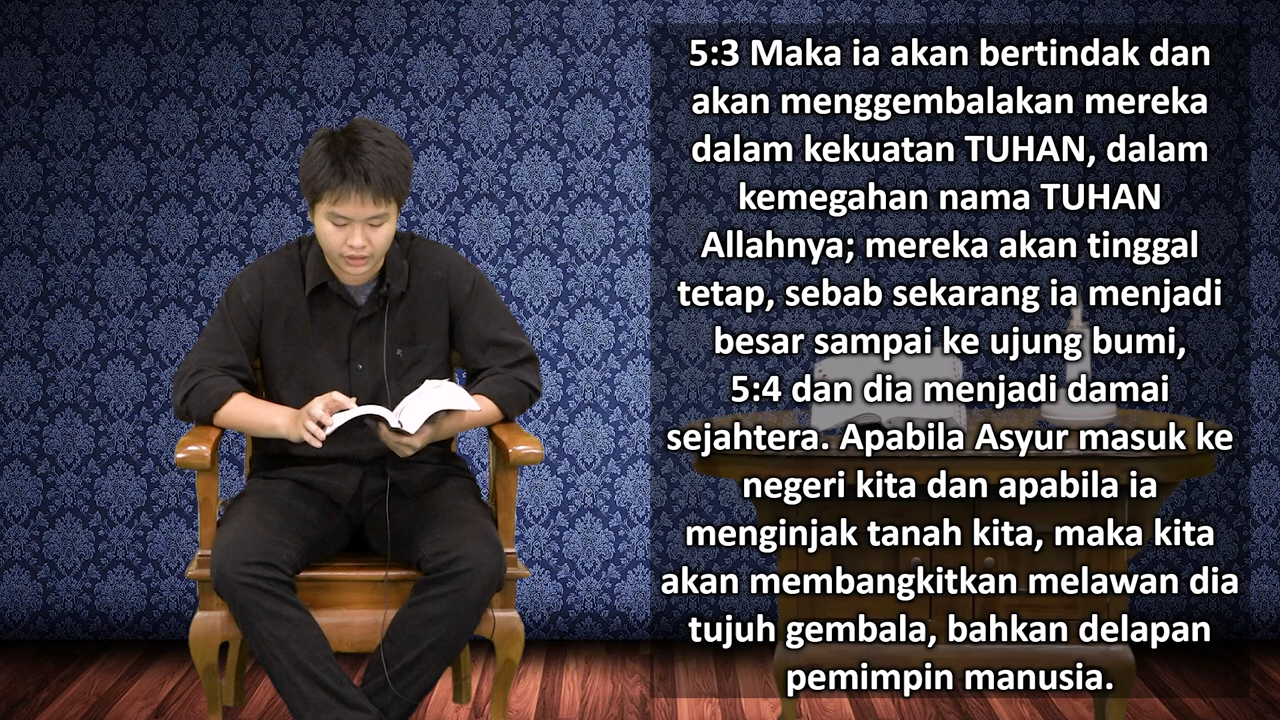 5:3 Maka ia akan bertindak dan
akan menggembalakan mereka
dalam kekuatan TUHAN, dalam
kemegahan nama TUHAN
Allahnya; mereka akan tinggal
tetap, sebab sekarang ia menjadi
besar sampai ke ujung bumi,
5:4 dan dia menjadi damai
sejahtera. Apabila Asyur masuk ke
negeri kita dan apabila ia
menginjak tanah kita, maka kita
akan membangkitkan melawan dia
tujuh gembala, bahkan delapan
pemimpin manusia.